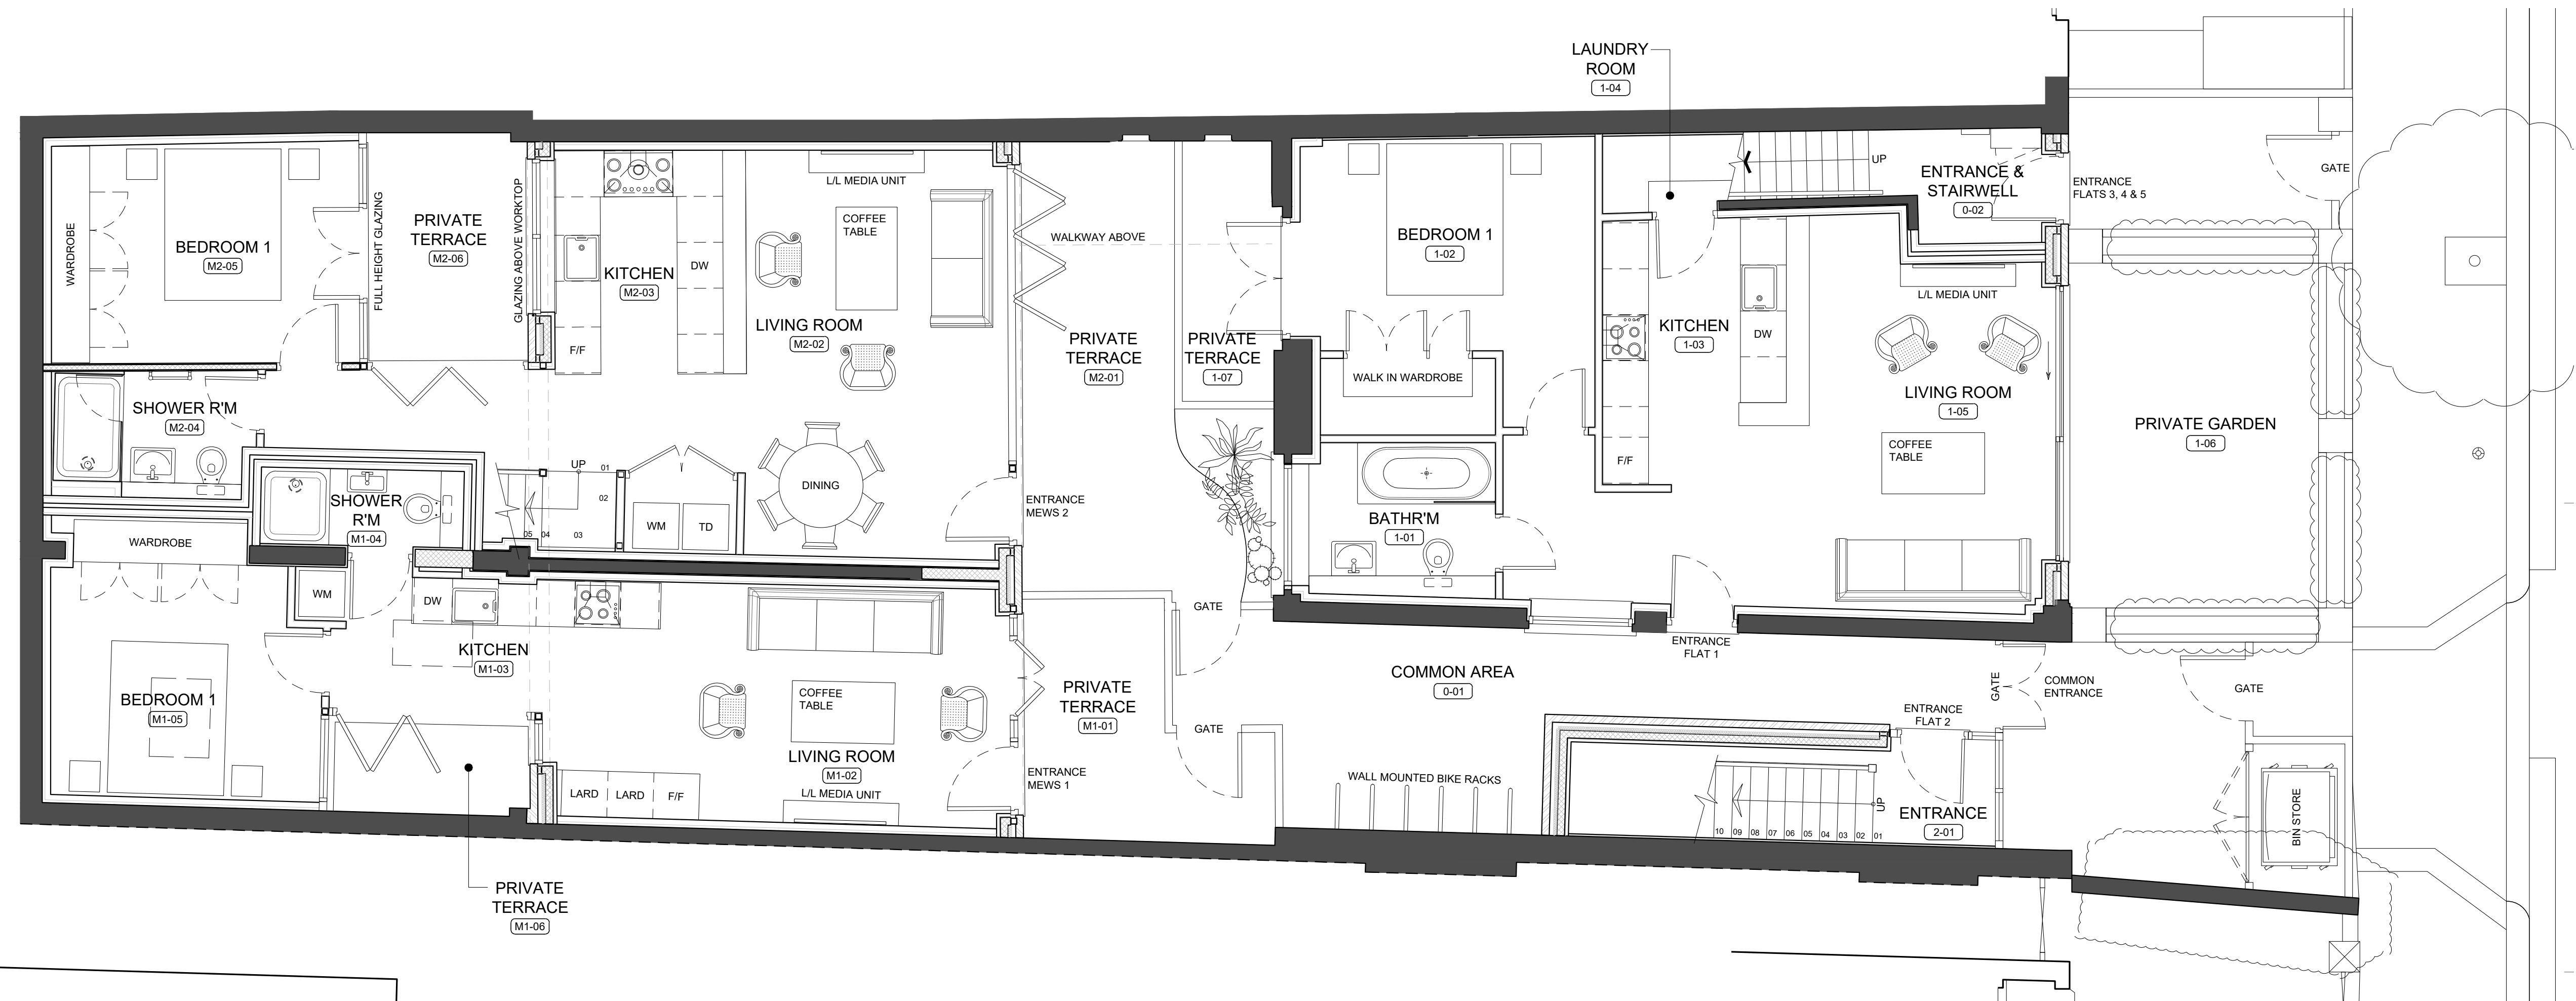 LAUNDRY
ROOM
1-04
WARDROBE
BEDROOM 1
M2-05
FULL HEIGHT GLAZING
PRIVATE
TERRACE
M2-06
GLAZING ABOVE WORKTOP
KITCHEN
M2-03
F/F
DW
L/L MEDIA UNIT
COFFEE
TABLE
LIVING ROOM
M2-02
DINING
UP
01
02
03
04
05
WM
TD
SHOWER R'M
M2-04
ENTRANCE
MEWS 2
WALKWAY ABOVE
PRIVATE
TERRACE
M2-01
PRIVATE
TERRACE
1-07
BEDROOM 1
1-02
WALK IN WARDROBE
BATHR'M
1-01
KITCHEN
1-03
DW
F/F
UP
ENTRANCE &
STAIRWELL
0-02
L/L MEDIA UNIT
LIVING ROOM
1-05
COFFEE
TABLE
ENTRANCE
FLATS 3, 4 & 5
GATE
PRIVATE GARDEN
1-06
SHOWER
R'M
M1-04
WARDROBE
WM
BEDROOM 1
M1-05
DW
KITCHEN
M1-03
LARD
LARD
F/F
COFFEE
TABLE
LIVING ROOM
M1-02
L/L MEDIA UNIT
ENTRANCE
MEWS 1
PRIVATE
TERRACE
M1-01
GATE
GATE
PRIVATE
TERRACE
M1-06
COMMON AREA
0-01
ENTRANCE
FLAT 1
WALL MOUNTED BIKE RACKS
ENTRANCE
FLAT 2
10
09
08
07
06
05
04
03
02
01
UP
ENTRANCE
2-01
GATE
COMMON
ENTRANCE
GATE
BIN STORE